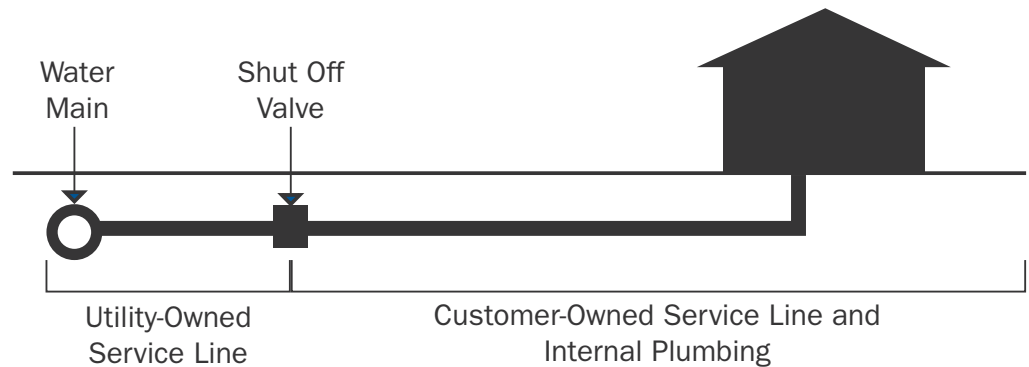 Water
Main
Shut Off
Valve
Utility-Owned
Service Line
Customer-Owned Service Line and
Internal Plumbing